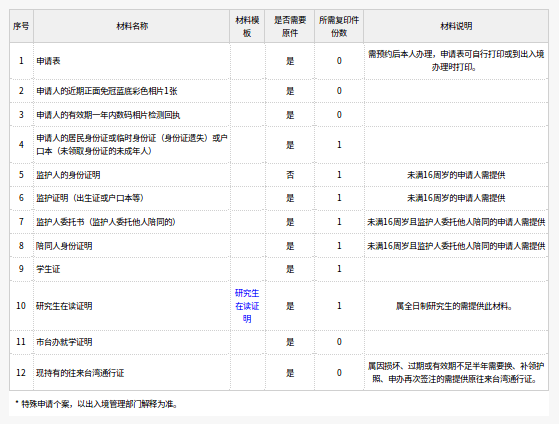 序号 材料名称 材料模板 是否需要原件 所需复印件份数 材料说明
1 申请表 是 0 需预约后本人办理，申请表可自行打印或到出入境办理时打印。
2 申请人的近期正面免冠蓝底彩色相片1张 是 0
3 申请人的有效期一年内数码相片检测回执 是 0
4 申请人的居民身份证或临时身份证（身份证遗失）或户口本（未领取身份证的未成年人） 是 1
5 监护人的身份证明 否 1 未满16周岁的申请人需提供
6 监护证明（出生证或户口本等） 是 1 未满16周岁的申请人需提供
7 监护人委托书（监护人委托他人陪同的） 是 1 未满16周岁且监护人委托他人陪同的申请人需提供
8 陪同人身份证明 是 1 未满16周岁且监护人委托他人陪同的申请人需提供
9 学生证 是 1
10 研究生在读证明 研究生在读证明 是 1 属全日制研究生的需提供此材料。
11 市台办就学证明 是 0
12 现持有的往来台湾通行证 是 0 属因损坏、过期或有效期不足半年需要换、补领护照、申办再次签注的需提供原往来台湾通行证。
* 特殊申请个案，以出入境管理部门解释为准。